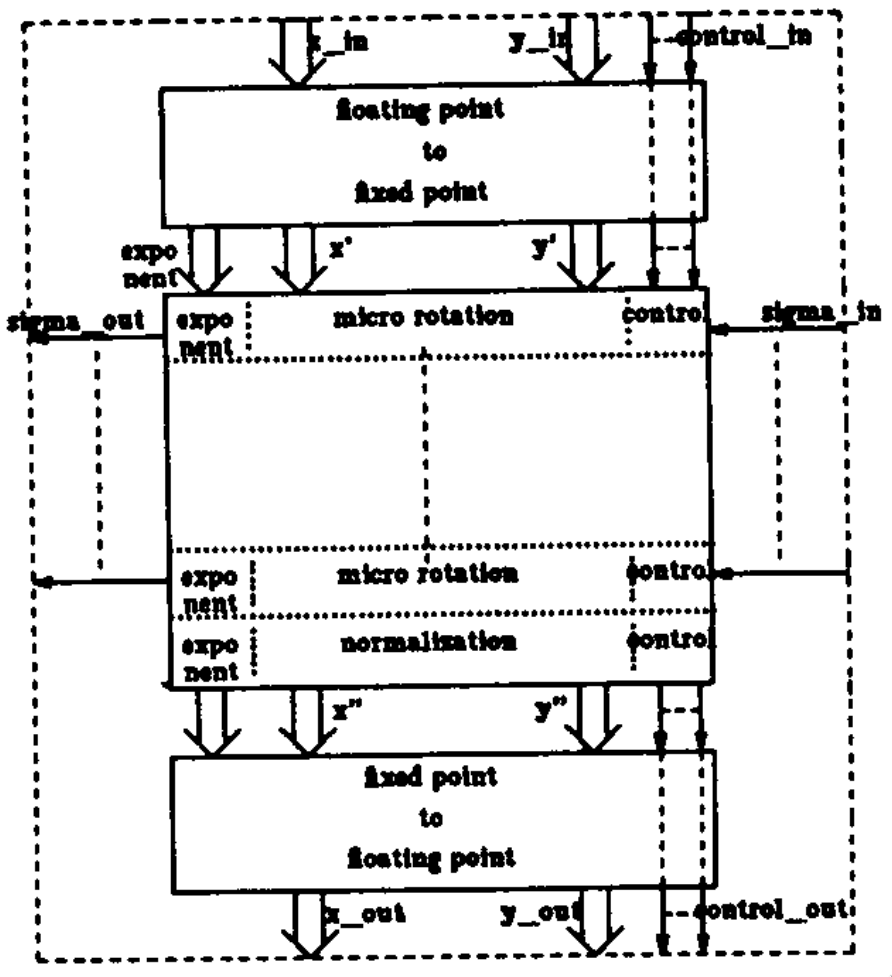 x_in y_in control_in
floating point
to
fixed point
expo
nent
x' y'
sigma_out
expo
nent
micro rotation
control
sigma_in
expo
nent
micro rotation
control
expo
nent
normalization
control
x" y"
fixed point
to
floating point
x_out y_out control_out